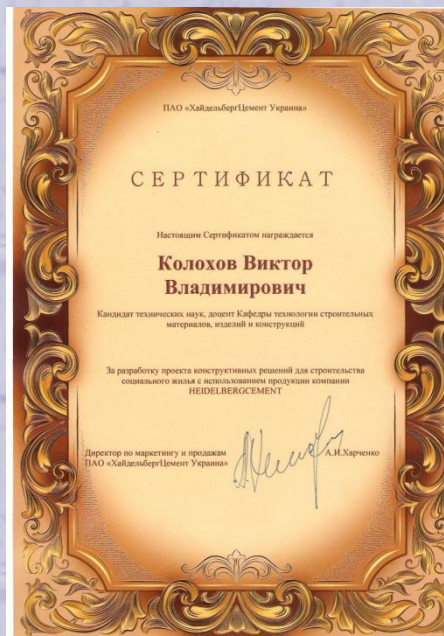 ПАО «ХайдельбергЦемент Украина»
СЕРТИФИКАТ
Настоящим Сертификатом награждается
Колохов Виктор
Владимирович
Кандидат технических наук, доцент Кафедры технологии строительных
материалов, изделий и конструкций
За разработку проекта конструктивных решений для строительства
социального жилья с использованием продукции компании
HEIDELBERGCEMENT
Директор по маркетингу и продажам А.И.Харченко
ПАО «ХайдельбергЦемент Украина»